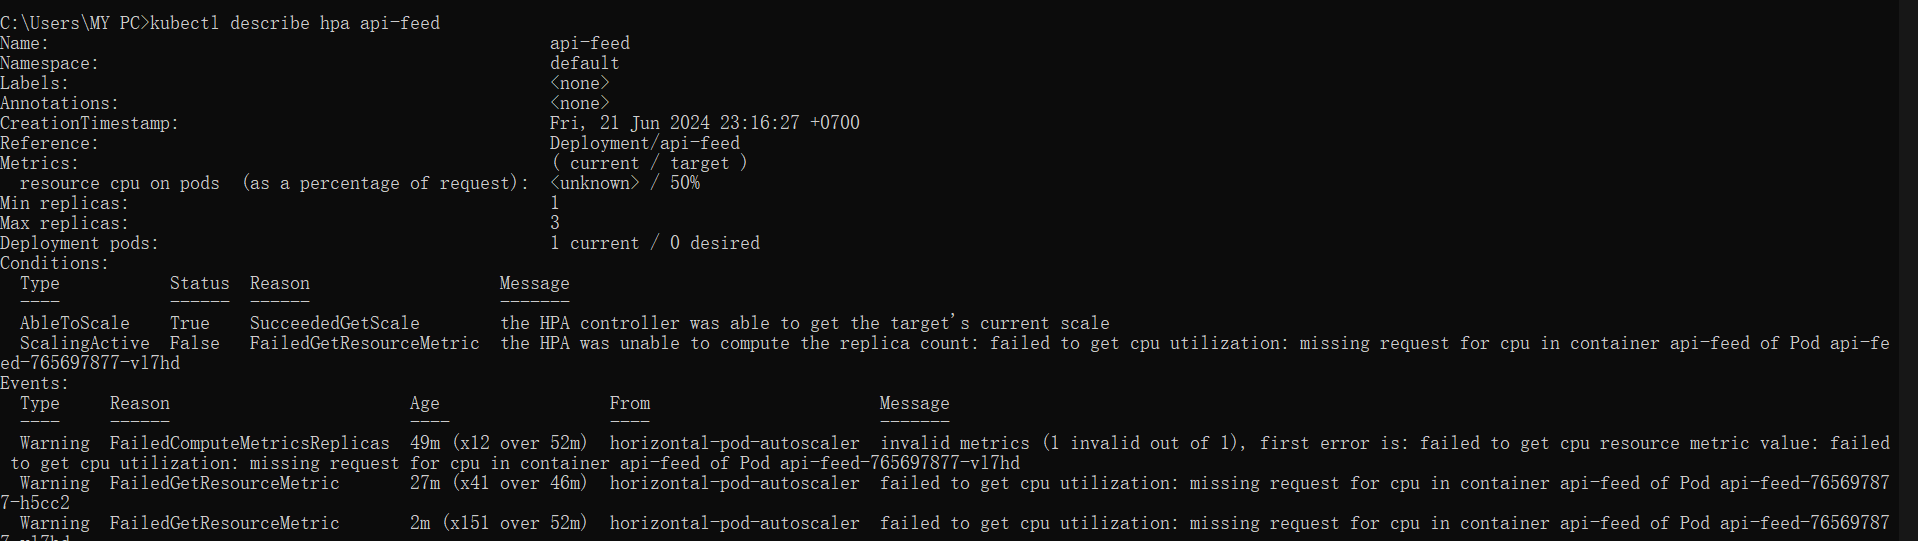 C:\Users\MY PC>kubectl describe hpa api-feed
Name: api-feed
Namespace: default
Labels: <none>
Annotations: <none>
CreationTimestamp: Fri, 21 Jun 2024 23:16:27 +0700
Reference: Deployment/api-feed
Metrics: ( current / target )
resource cpu on pods (as a percentage of request): <unknown> / 50%
Min replicas: 1
Max replicas: 3
Deployment pods: 1 current / 0 desired
Conditions:
Type Status Reason Message
---- ------ ------ -------
AbleToScale True SucceededGetScale the HPA controller was able to get the target's current scale
ScalingActive False FailedGetResourceMetric the HPA was unable to compute the replica count: failed to get cpu utilization: missing request for cpu in container api-feed of Pod api-fe
ed-765697877-vl7hd
Events:
Type Reason Age From Message
---- ------ ---- ---- -------
Warning FailedComputeMetricsReplicas 49m (x12 over 52m) horizontal-pod-autoscaler invalid metrics (1 invalid out of 1), first error is: failed to get cpu resource metric value: failed
to get cpu utilization: missing request for cpu in container api-feed of Pod api-feed-765697877-vl7hd
Warning FailedGetResourceMetric 27m (x41 over 46m) horizontal-pod-autoscaler failed to get cpu utilization: missing request for cpu in container api-feed of Pod api-feed-76569787
7-h5cc2
Warning FailedGetResourceMetric 2m (x151 over 52m) horizontal-pod-autoscaler failed to get cpu utilization: missing request for cpu in container api-feed of Pod api-feed-76569787
7-vl7hd